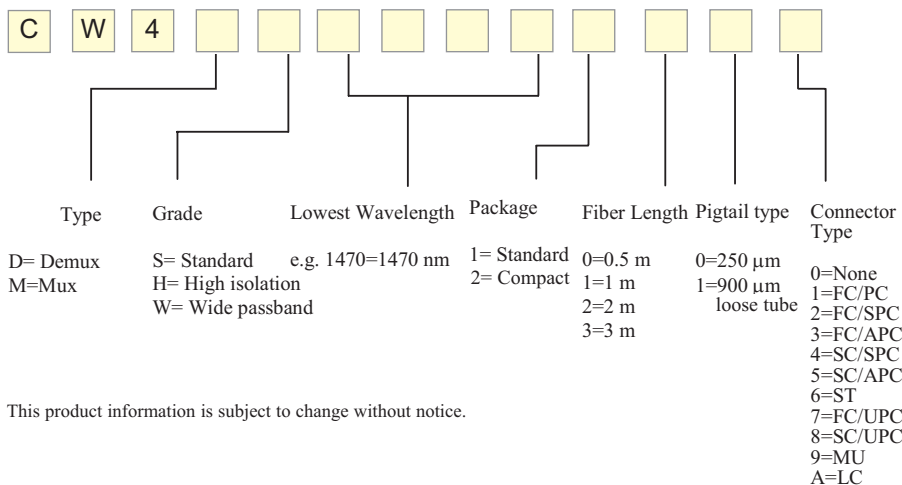 C W 4
Type
D= Demux
M=Mux
Grade
S= Standard
H= High isolation
W= Wide passband
Lowest Wavelength
e.g. 1470=1470 nm
Package
1= Standard
2= Compact
Fiber Length
0=0.5 m
1=1 m
2=2 m
3=3 m
Pigtail type
0=250 μm
1=900 μm
loose tube
Connector
Type
0=None
1=FC/PC
2=FC/SPC
3=FC/APC
4=SC/SPC
5=SC/APC
6=ST
7=FC/UPC
8=SC/UPC
9=MU
A=LC
This product information is subject to change without notice.